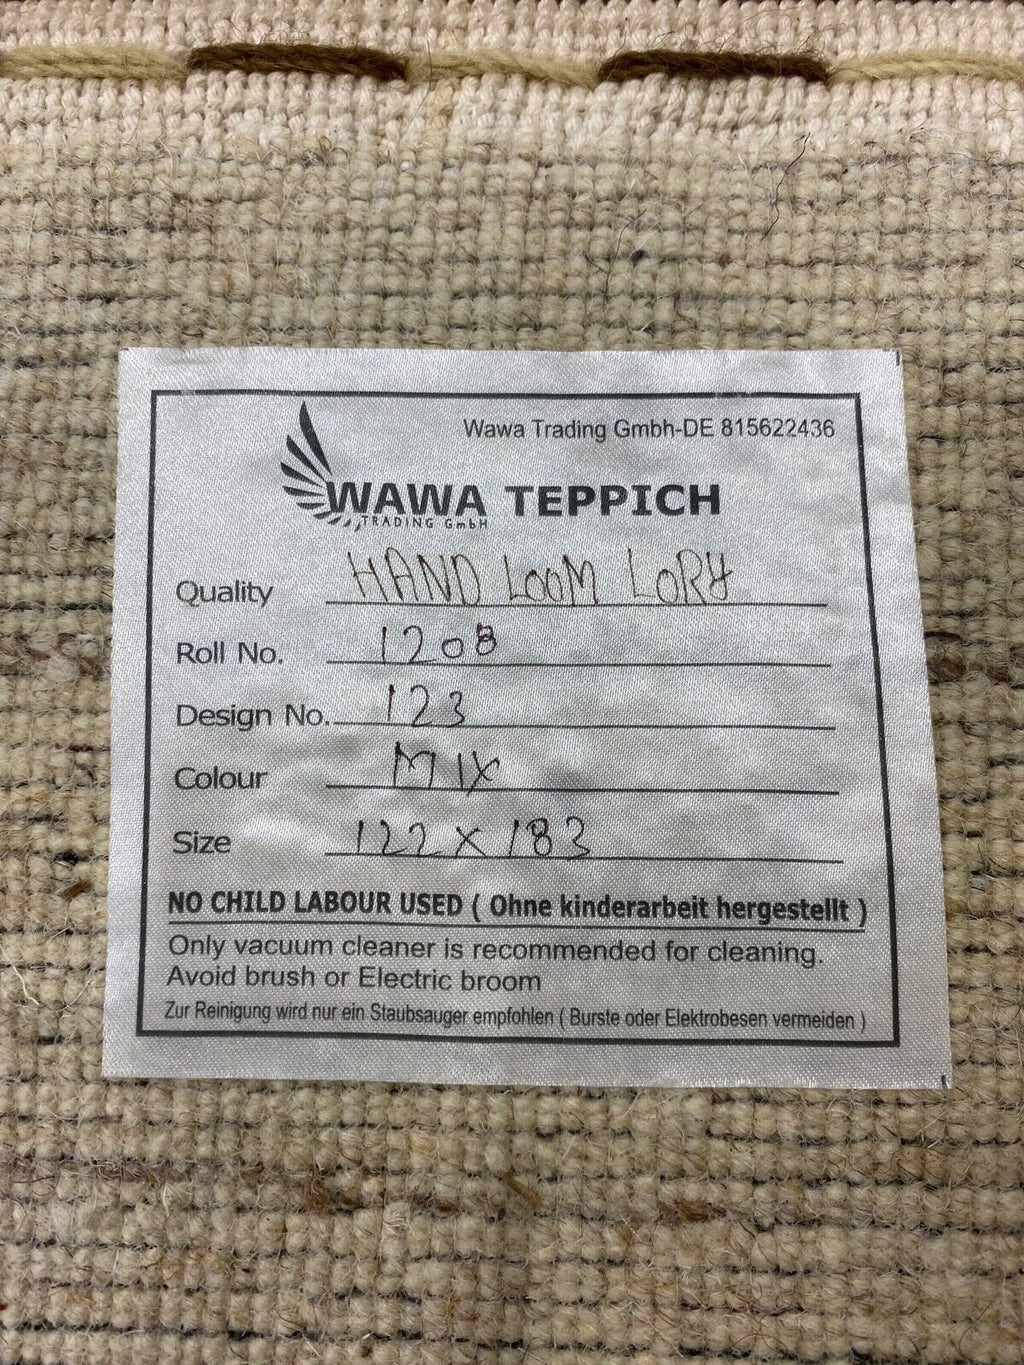 Wawa Trading Gmbh-DE 815622436
WAWA TEPPICH
TRADING GmbH
Quality HAND LOOM LORY
Roll No. 1208
Design No. 123
Colour MIX
Size 122 x 183
NO CHILD LABOUR USED ( Ohne kinderarbeit hergestellt )
Only vacuum cleaner is recommended for cleaning.
Avoid brush or Electric broom
Zur Reinigung wird nur ein Staubsauger empfohlen ( Burste oder Elektrobesen vermeiden )